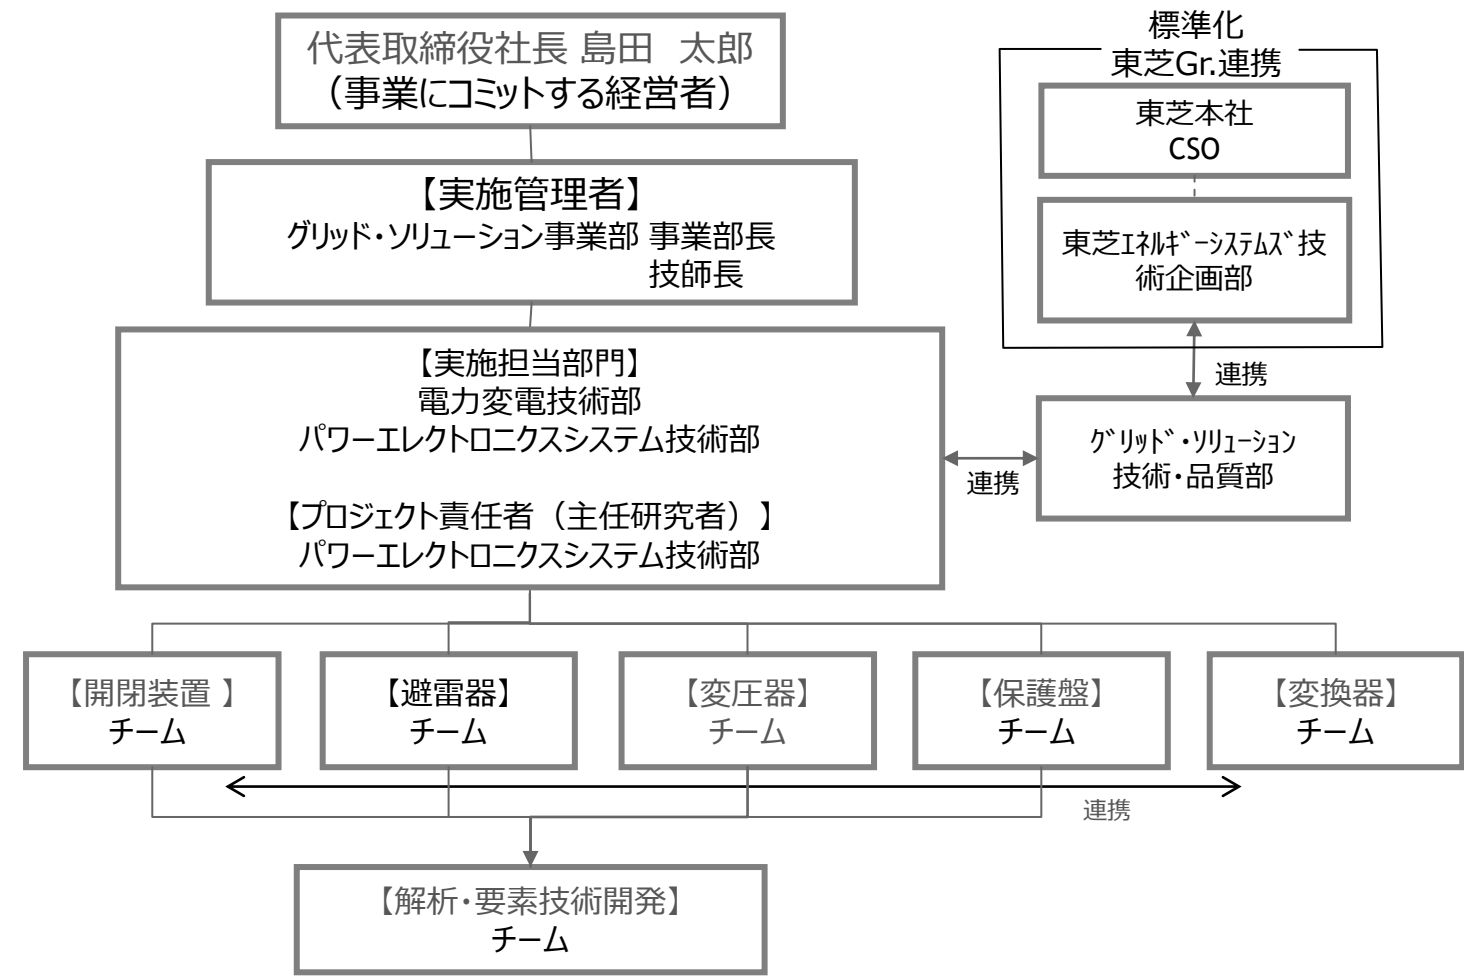 代表取締役社長 島田　太郎
（事業にコミットする経営者）
【実施管理者】
グリッド・ソリューション事業部 事業部長
技師長
【実施担当部門】
電力変電技術部
パワーエレクトロニクスシステム技術部
【プロジェクト責任者（主任研究者）】
パワーエレクトロニクスシステム技術部
標準化
東芝Gr.連携
東芝本社
CSO
東芝ｴﾈﾙｷﾞｰｼｽﾃﾑｽﾞ技
術企画部
連携
ｸﾞﾘｯﾄﾞ・ｿﾘｭｰｼｮﾝ
技術・品質部
連携
【開閉装置 】
チーム
【避雷器】
チーム
【変圧器】
チーム
【保護盤】
チーム
【変換器】
チーム
連携
【解析・要素技術開発】
チーム